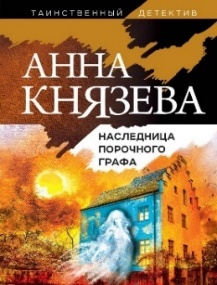 ТАИНСТВЕННЫЙ ДЕТЕКТИВ
АННА
КНЯЗЕВА
НАСЛЕДНИЦА
ПОРОЧНОГО
ГРАФА